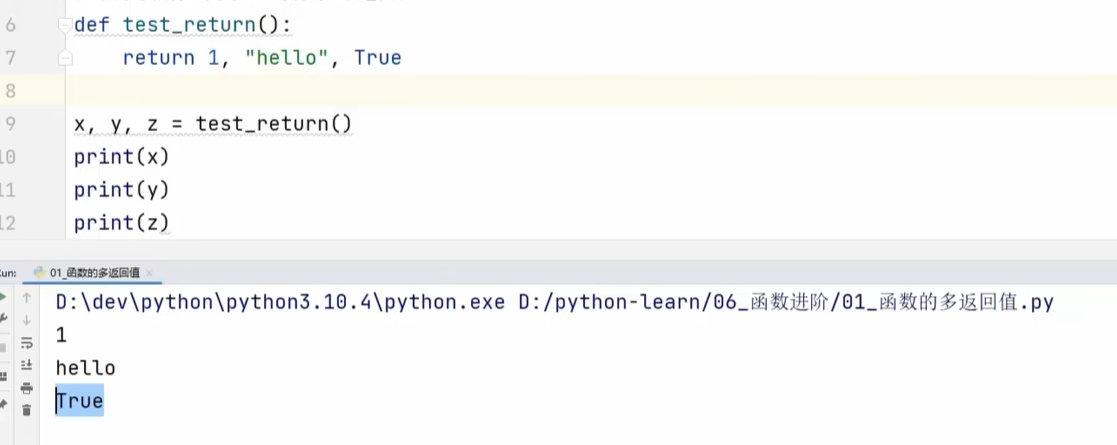 6 def test_return():
7 return 1, "hello", True
8
9 x, y, z = test_return()
10 print(x)
11 print(y)
12 print(z)
un: 01_函数的多返回值
D:\dev\python\python3.10.4\python.exe D:/python-learn/06_函数进阶/01_函数的多返回值.py
1
hello
True